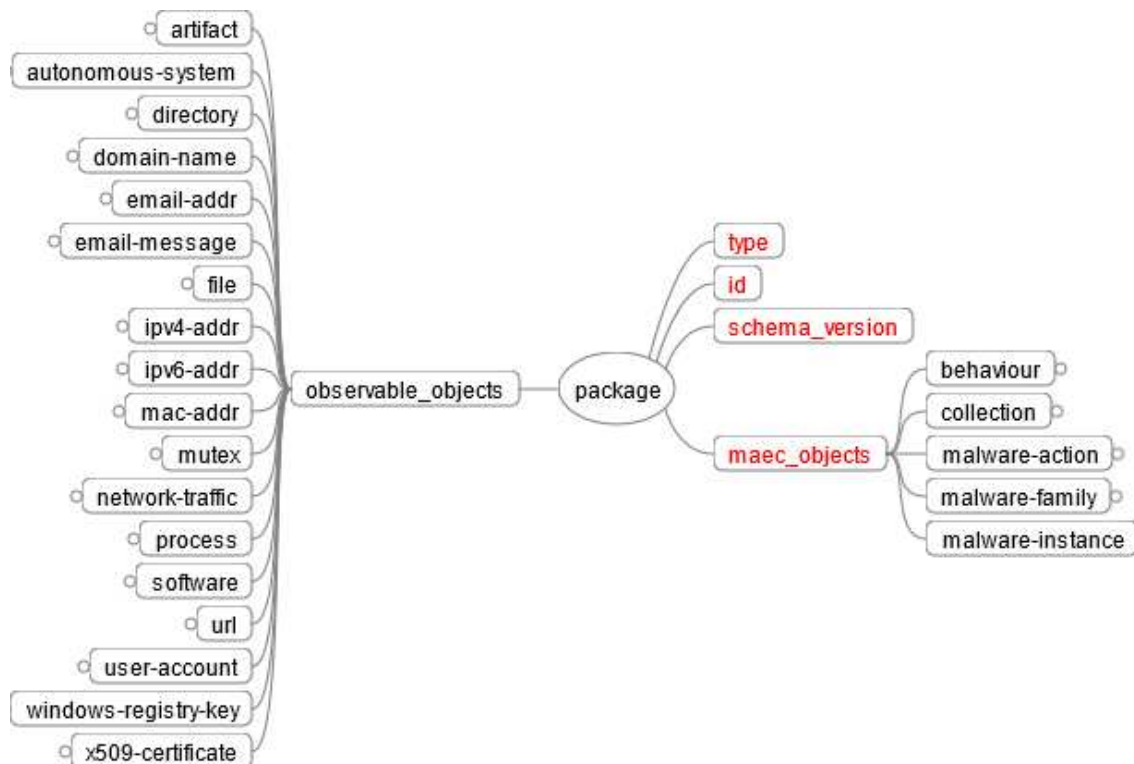 artifact
autonomous-system
directory
domain-name
email-addr
email-message
file
ipv4-addr
ipv6-addr
mac-addr
mutex
network-traffic
process
software
url
user-account
windows-registry-key
x509-certificate
observable_objects
package
type
id
schema_version
maec_objects
behaviour
collection
malware-action
malware-family
malware-instance